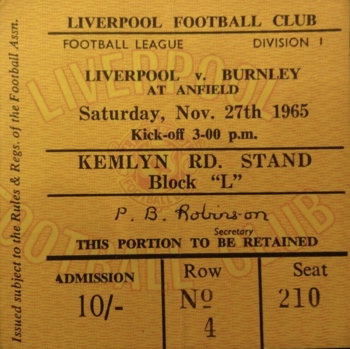 LIVERPOOL FOOTBALL CLUB
FOOTBALL LEAGUE DIVISION 1
LIVERPOOL v. BURNLEY
AT ANFIELD
Saturday, Nov. 27th 1965
Kick-off 3-00 p.m.
KEMLYN RD. STAND
Block "L"
P. B. Robinson
Secretary
THIS PORTION TO BE RETAINED
ADMISSION
10/-
Row
No
4
Seat
210
Issued subject to the Rules & Regs. of the Football Assn.
LIVERPOOL
FOOTBALL CLUB